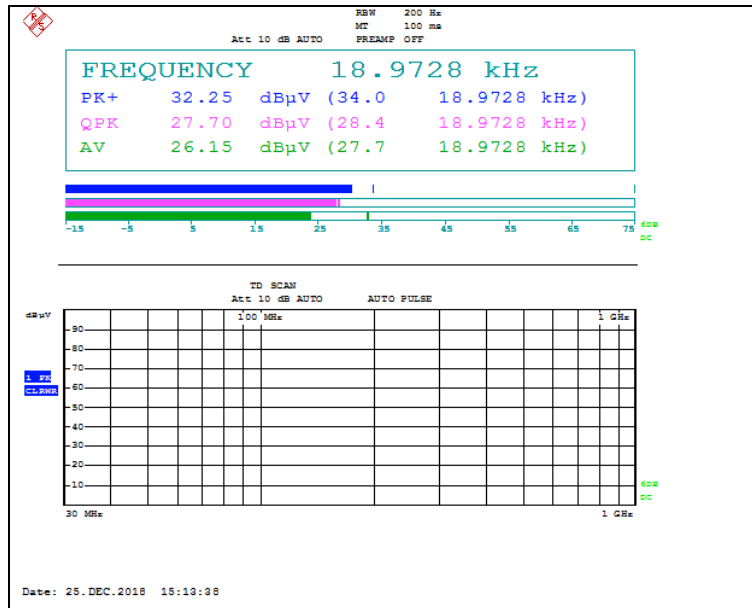 RBW 200 Hz
MT 100 ms
Att 10 dB AUTO PREAMP OFF
FREQUENCY 18.9728 kHz
PK+ 32.25 dBµV (34.0 18.9728 kHz)
QPK 27.70 dBµV (28.4 18.9728 kHz)
AV 26.15 dBµV (27.7 18.9728 kHz)
-15 -5 5 15 25 35 45 55 65 75
6DB
DC
TD SCAN
Att 10 dB AUTO AUTO PULSE
dBµV
100 MHz 1 GHz
90
80
70
1 PK
60
CLRWR
50
40
30
20
10
6DB
DC
30 MHz 1 GHz
Date: 25.DEC.2018 15:13:38